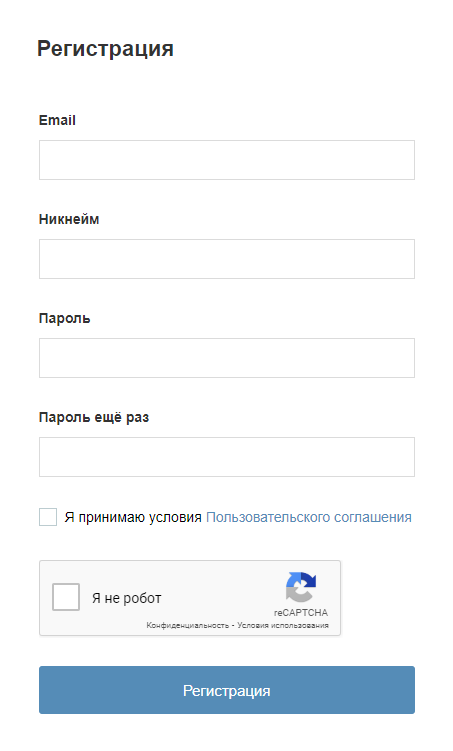 Регистрация
Email
Никнейм
Пароль
Пароль ещё раз
Я принимаю условия Пользовательского соглашения
Я не робот
reCAPTCHA
Конфиденциальность - Условия использования
Регистрация